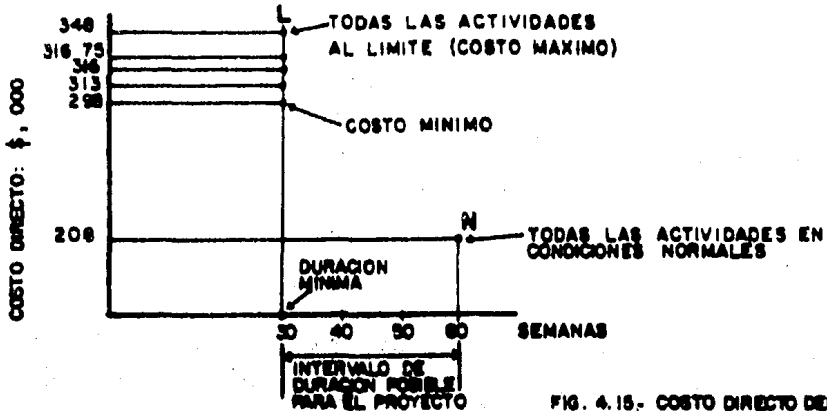 L
TODAS LAS ACTIVIDADES
AL LIMITE (COSTO MAXIMO)
348
316.75
316
313
298
COSTO MINIMO
COSTO DIRECTO: $,000
208
N
TODAS LAS ACTIVIDADES EN
CONDICIONES NORMALES
DURACION
MINIMA
30 40 50 60 SEMANAS
INTERVALO DE
DURACION POSIBLE
PARA EL PROYECTO
FIG. 4.15.- COSTO DIRECTO DE